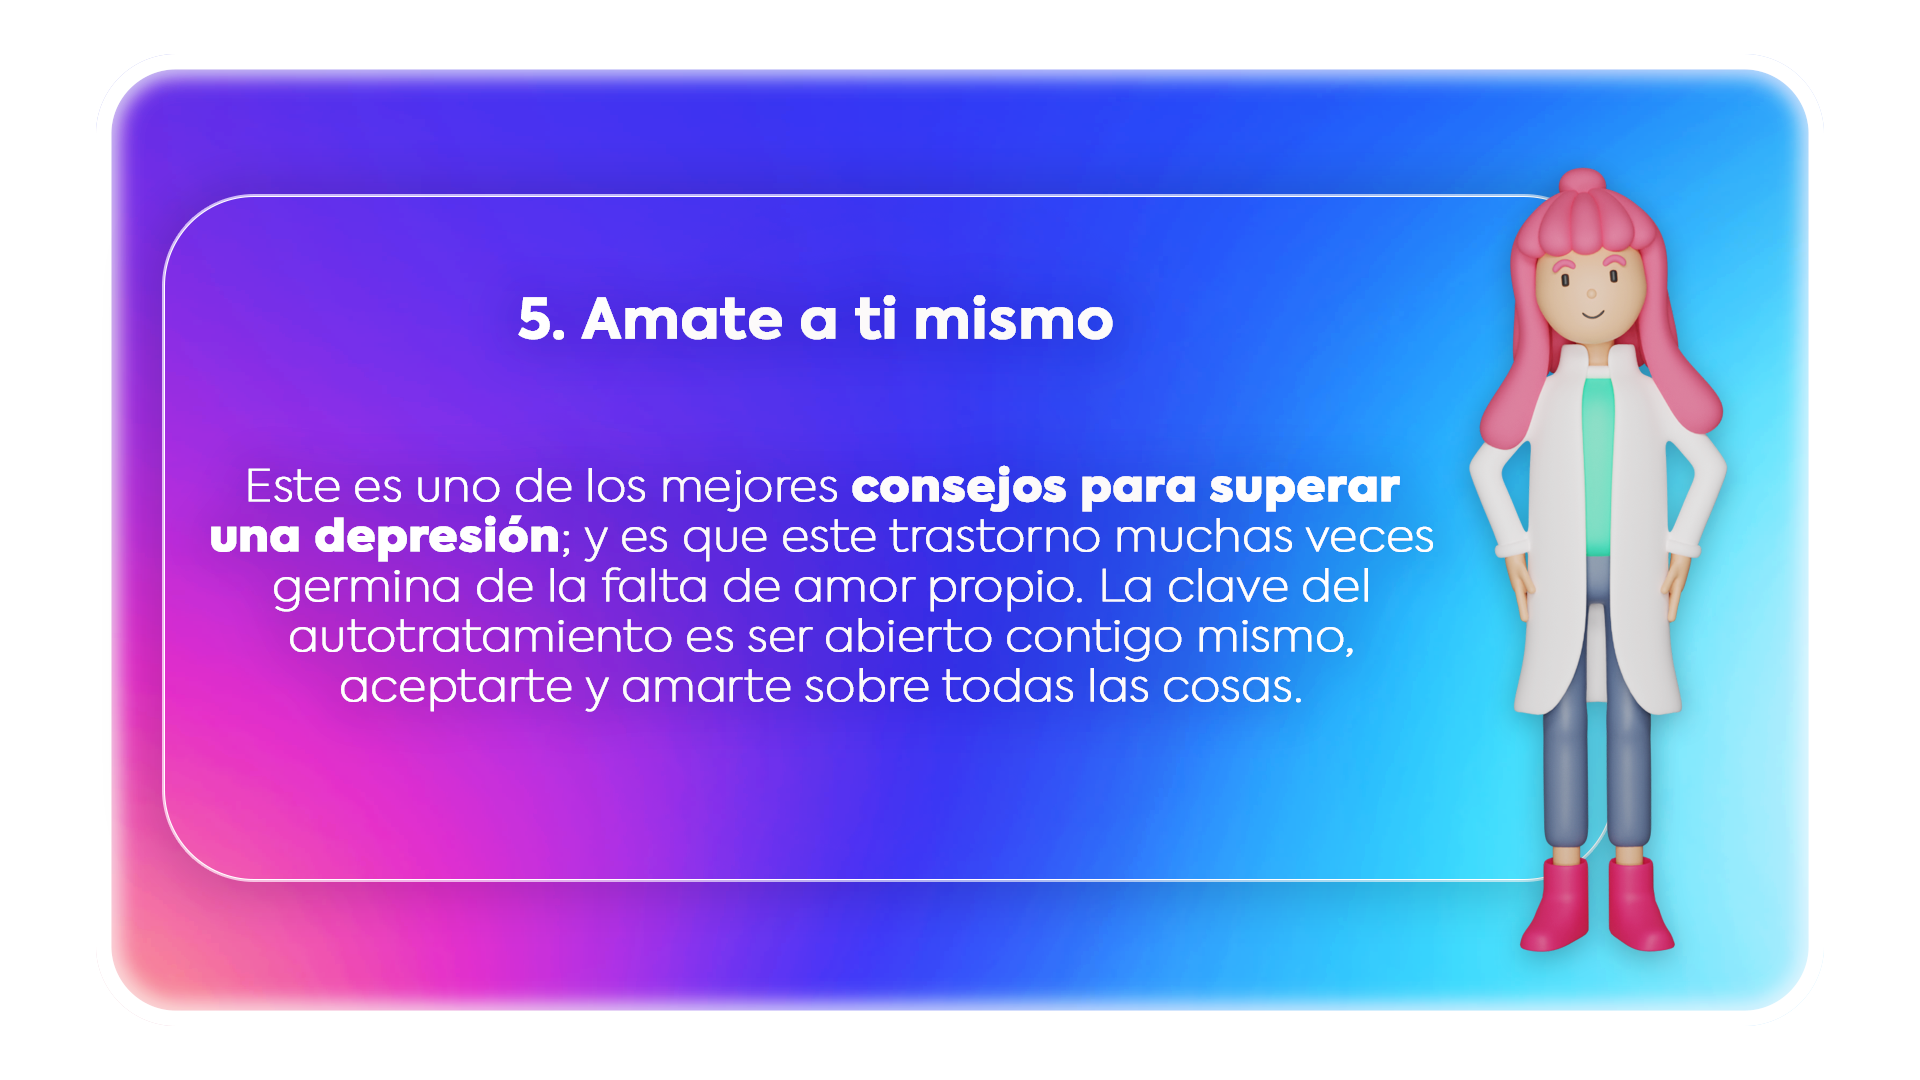 5. Amate a ti mismo
Este es uno de los mejores consejos para superar
una depresión; y es que este trastorno muchas veces
germina de la falta de amor propio. La clave del
autotratamiento es ser abierto contigo mismo,
aceptarte y amarte sobre todas las cosas.